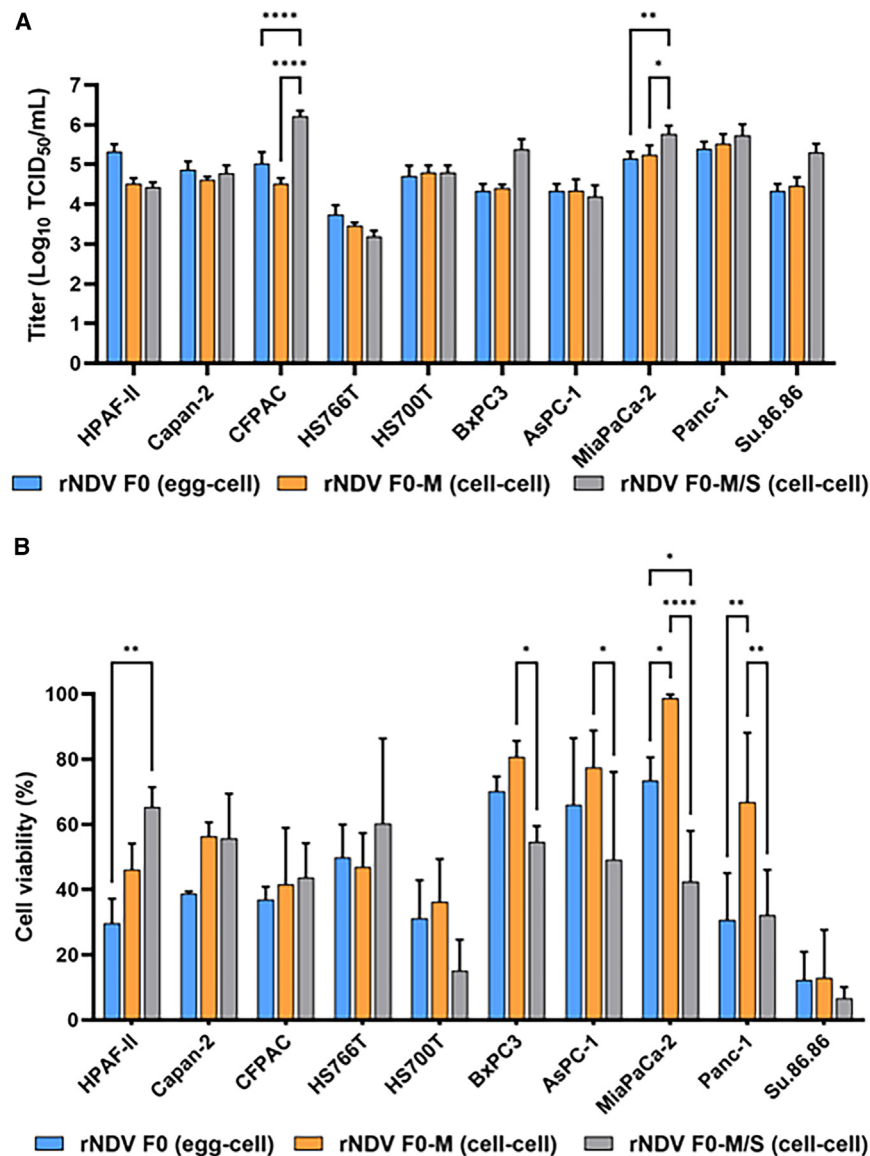 A
****
****
**
*
Titer (Log₁₀ TCID₅₀/mL)
7
6
5
4
3
2
1
0
HPAF-II
Capan-2
CFPAC
HS766T
HS700T
BxPC3
AsPC-1
MiaPaCa-2
Panc-1
Su.86.86
rNDV F0 (egg-cell) rNDV F0-M (cell-cell) rNDV F0-M/S (cell-cell)
B
*
**** **
** * * * **
Cell viability (%)
100
80
60
40
20
0
HPAF-II
Capan-2
CFPAC
HS766T
HS700T
BxPC3
AsPC-1
MiaPaCa-2
Panc-1
Su.86.86
rNDV F0 (egg-cell) rNDV F0-M (cell-cell) rNDV F0-M/S (cell-cell)